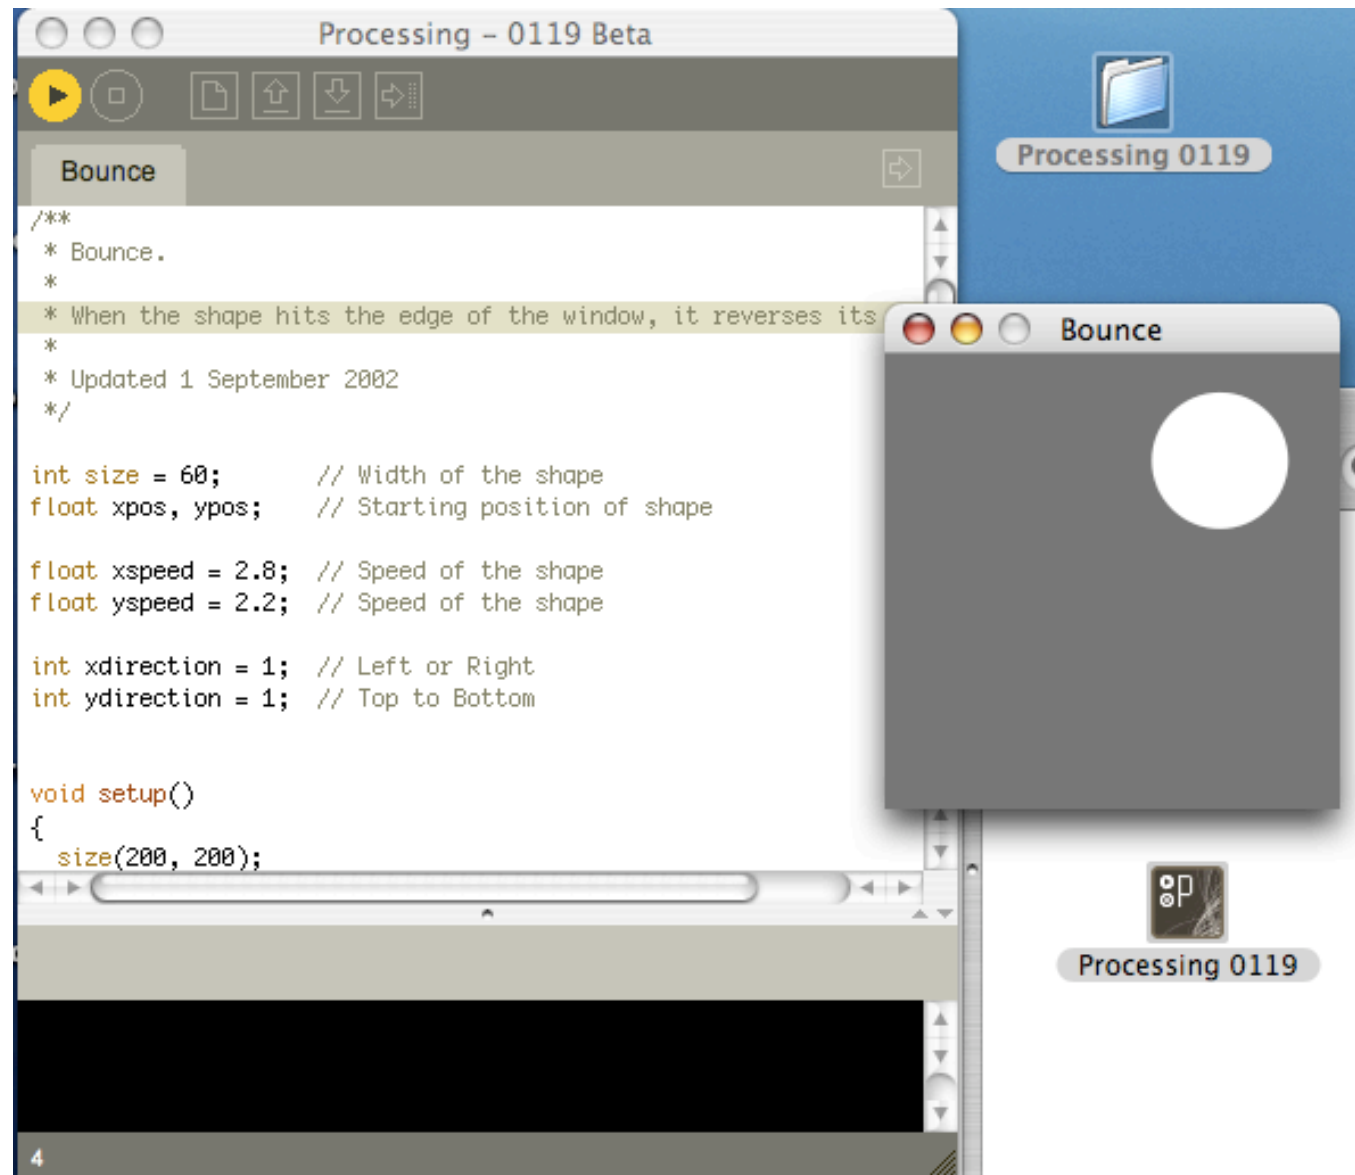 Processing – 0119 Beta
Bounce
/**
 * Bounce.
 *
 * When the shape hits the edge of the window, it reverses its
 *
 * Updated 1 September 2002
 */
int size = 60;       // Width of the shape
float xpos, ypos;    // Starting position of shape
float xspeed = 2.8;  // Speed of the shape
float yspeed = 2.2;  // Speed of the shape
int xdirection = 1;  // Left or Right
int ydirection = 1;  // Top to Bottom
void setup()
{
  size(200, 200);
4
Processing 0119
Bounce
Processing 0119